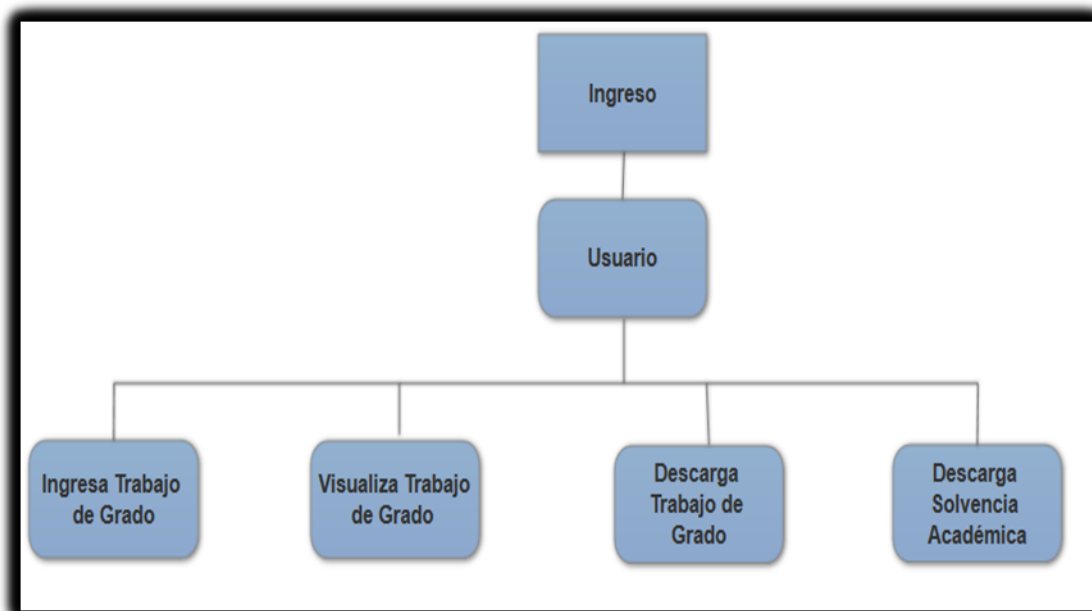 Ingreso
Usuario
Ingresa Trabajo
de Grado
Visualiza Trabajo
de Grado
Descarga
Trabajo de
Grado
Descarga
Solvencia
Académica